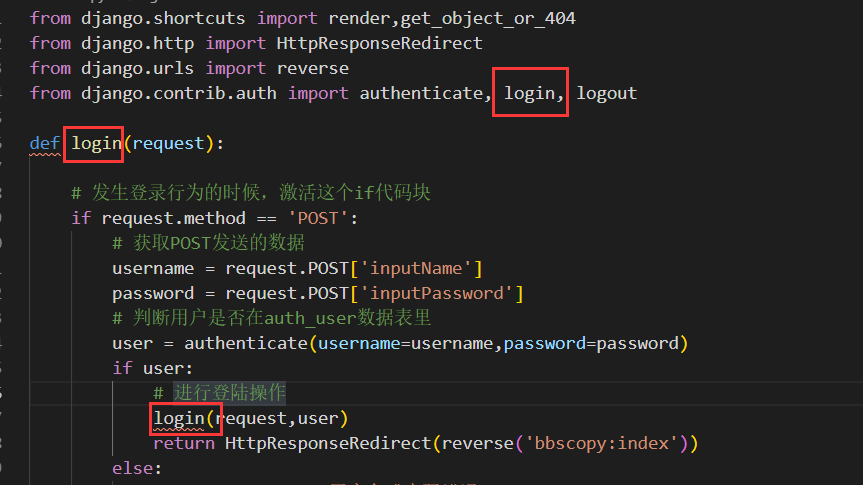 from django.shortcuts import render,get_object_or_404
from django.http import HttpResponseRedirect
from django.urls import reverse
from django.contrib.auth import authenticate, login, logout
def login(request):
# 发生登录行为的时候，激活这个if代码块
if request.method == 'POST':
# 获取POST发送的数据
username = request.POST['inputName']
password = request.POST['inputPassword']
# 判断用户是否在auth_user数据表里
user = authenticate(username=username,password=password)
if user:
# 进行登陆操作
login(request,user)
return HttpResponseRedirect(reverse('bbscopy:index'))
else: